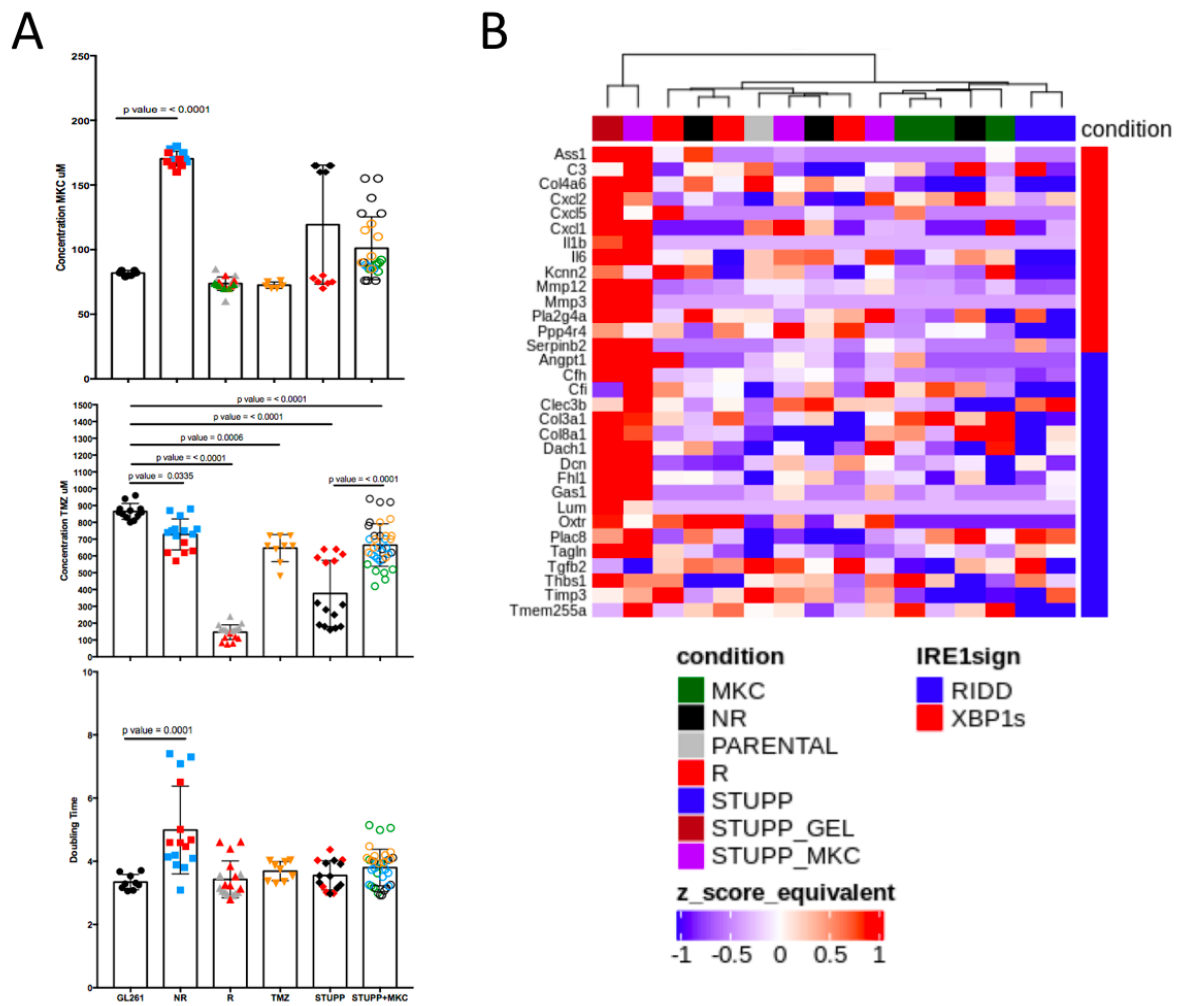 A
B
250
200
150
100
50
0
Concentration MKC uM
p value = < 0.0001
1500
1400
1300
1200
1100
1000
900
800
700
600
500
400
300
200
100
0
Concentration TMZ uM
p value = < 0.0001
p value = < 0.0001
p value = 0.0006
p value = < 0.0001
p value = 0.0335
p value = < 0.0001
10
8
6
4
2
0
Doubling Time
p value = 0.0001
GL261 NR R TMZ STUPP STUPP+MKC
condition
Ass1
C3
Col4a6
Cxcl2
Cxcl5
Cxcl1
Il1b
Il6
Kcnn2
Mmp12
Mmp3
Pla2g4a
Ppp4r4
Serpinb2
Angpt1
Cfh
Cfi
Clec3b
Col3a1
Col8a1
Dach1
Dcn
Fhl1
Gas1
Lum
Oxtr
Plac8
Tagln
Tgfb2
Thbs1
Timp3
Tmem255a
condition
MKC
NR
PARENTAL
R
STUPP
STUPP_GEL
STUPP_MKC
IRE1sign
RIDD
XBP1s
z_score_equivalent
-1 -0.5 0 0.5 1